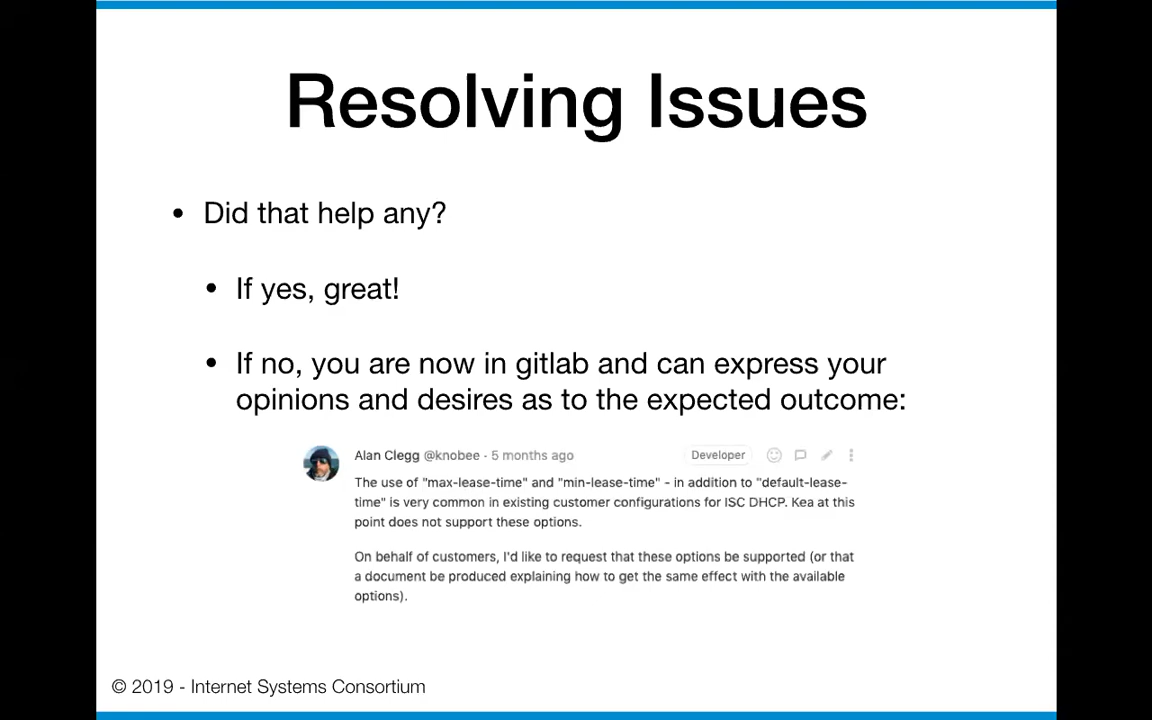 Resolving Issues
• Did that help any?
• If yes, great!
• If no, you are now in gitlab and can express your
opinions and desires as to the expected outcome:
Alan Clegg @knobee · 5 months ago Developer
The use of "max-lease-time" and "min-lease-time" - in addition to "default-lease-
time" is very common in existing customer configurations for ISC DHCP. Kea at this
point does not support these options.
On behalf of customers, I'd like to request that these options be supported (or that
a document be produced explaining how to get the same effect with the available
options).
© 2019 - Internet Systems Consortium